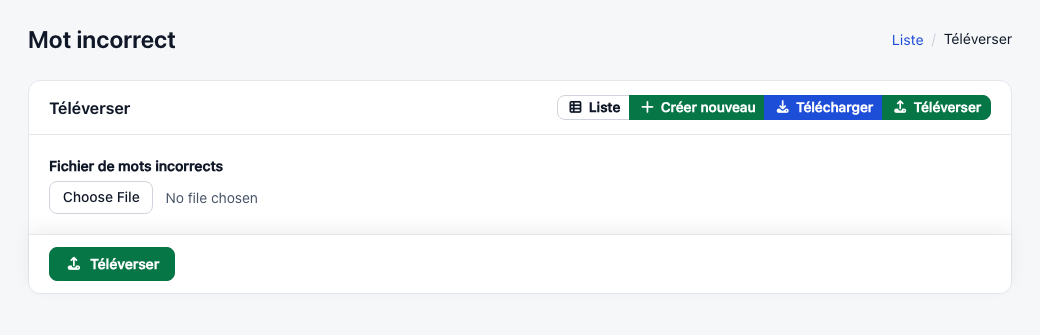 Mot incorrect
Liste / Téléverser
Téléverser
Liste Créer nouveau Télécharger Téléverser
Fichier de mots incorrects
Choose File No file chosen
Téléverser